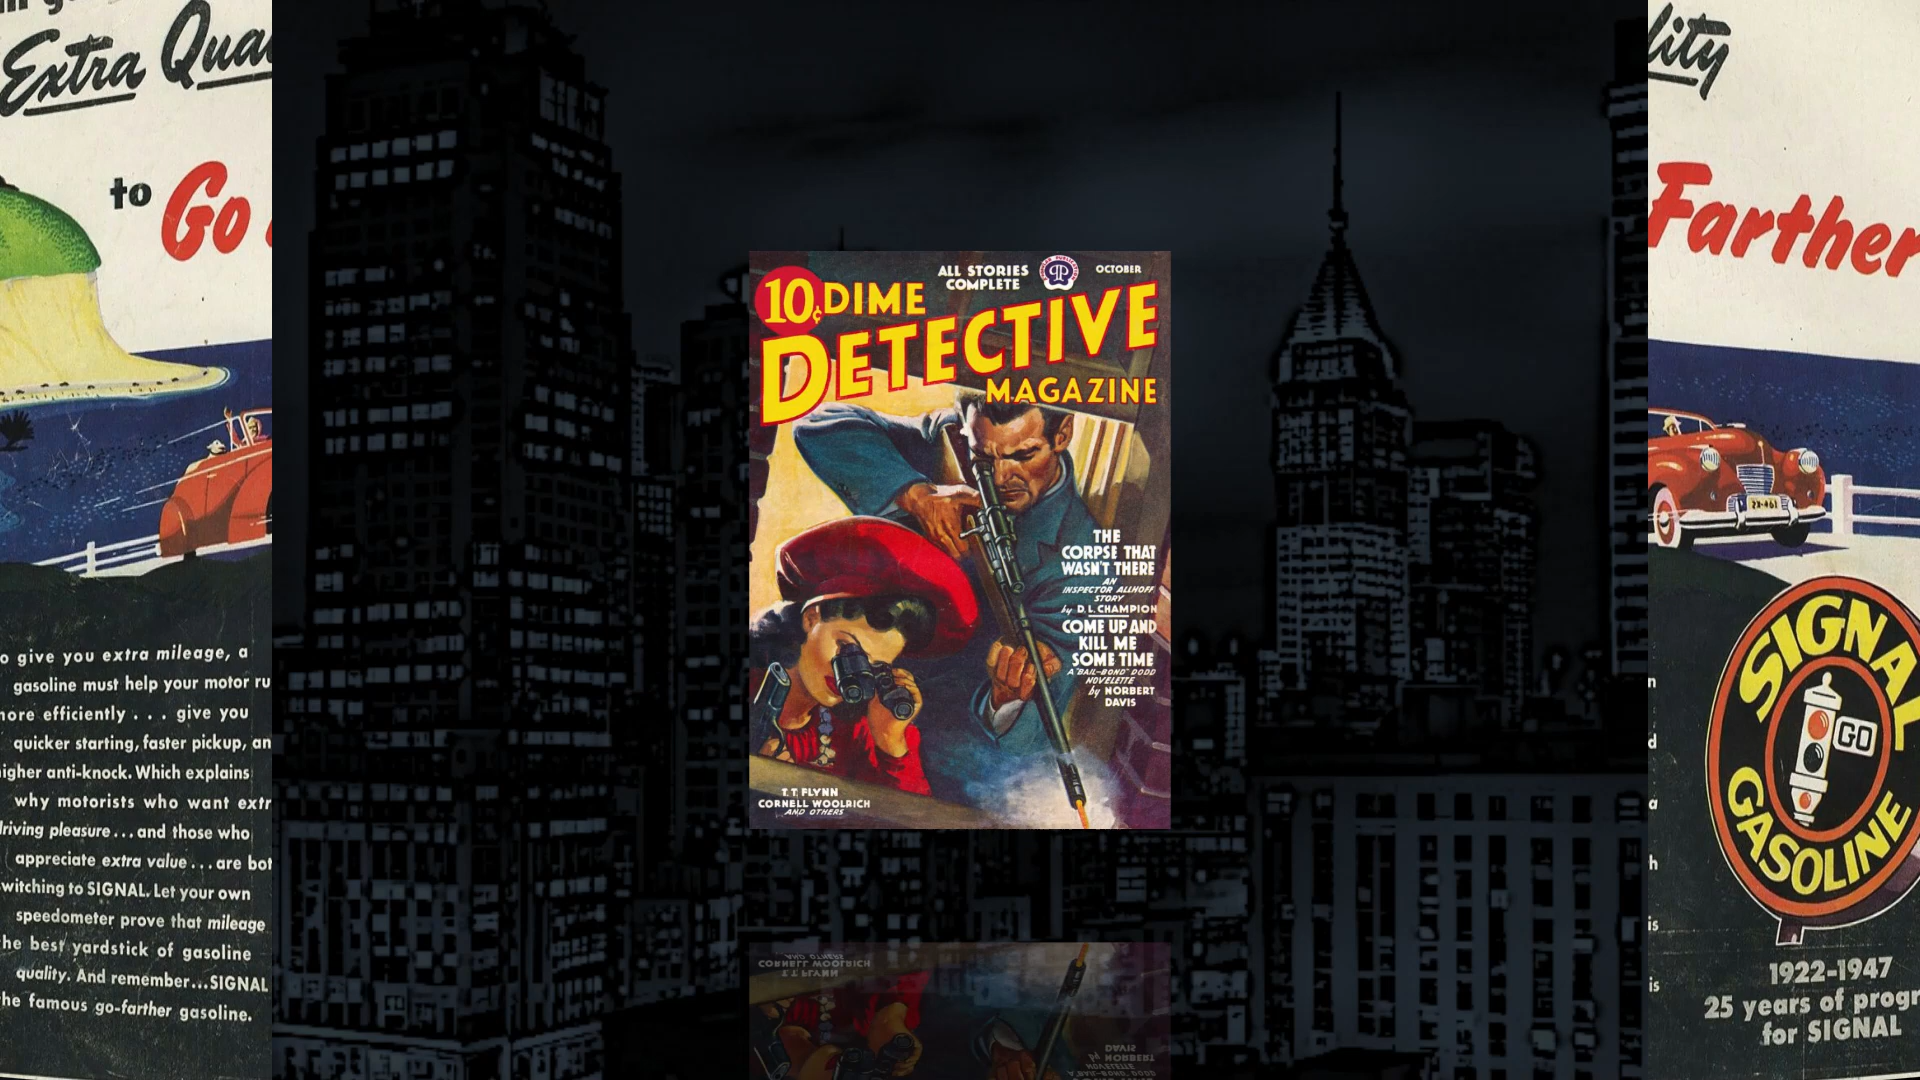 Extra Qua
to Go
o give you extra mileage, a
gasoline must help your motor ru
nore efficiently . . . give you
quicker starting, faster pickup, an
igher anti-knock. Which explains
why motorists who want extr
driving pleasure...and those who
appreciate extra value...are bot
witching to SIGNAL. Let your own
speedometer prove that mileage
he best yardstick of gasoline
quality. And remember...SIGNAL
he famous go-farther gasoline.
ALL STORIES
COMPLETE
OCTOBER
10¢ DIME
DETECTIVE
MAGAZINE
THE
CORPSE THAT
WASN'T THERE
AN
INSPECTOR ALLHOFF
STORY
by D. L. CHAMPION
COME UP AND
KILL ME
SOME TIME
A "BAIL-BOND" DODD
NOVELETTE
by NORBERT
DAVIS
T. T. FLYNN
CORNELL WOOLRICH
AND OTHERS
lity
Farther
SIGNAL
GO
GASOLINE
1922-1947
25 years of progr
for SIGNAL